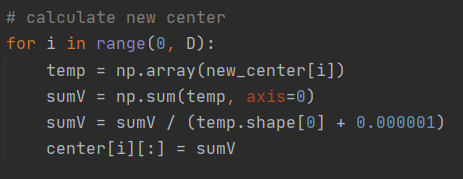 # calculate new center
for i in range(0, D):
    temp = np.array(new_center[i])
    sumV = np.sum(temp, axis=0)
    sumV = sumV / (temp.shape[0] + 0.000001)
    center[i][:] = sumV